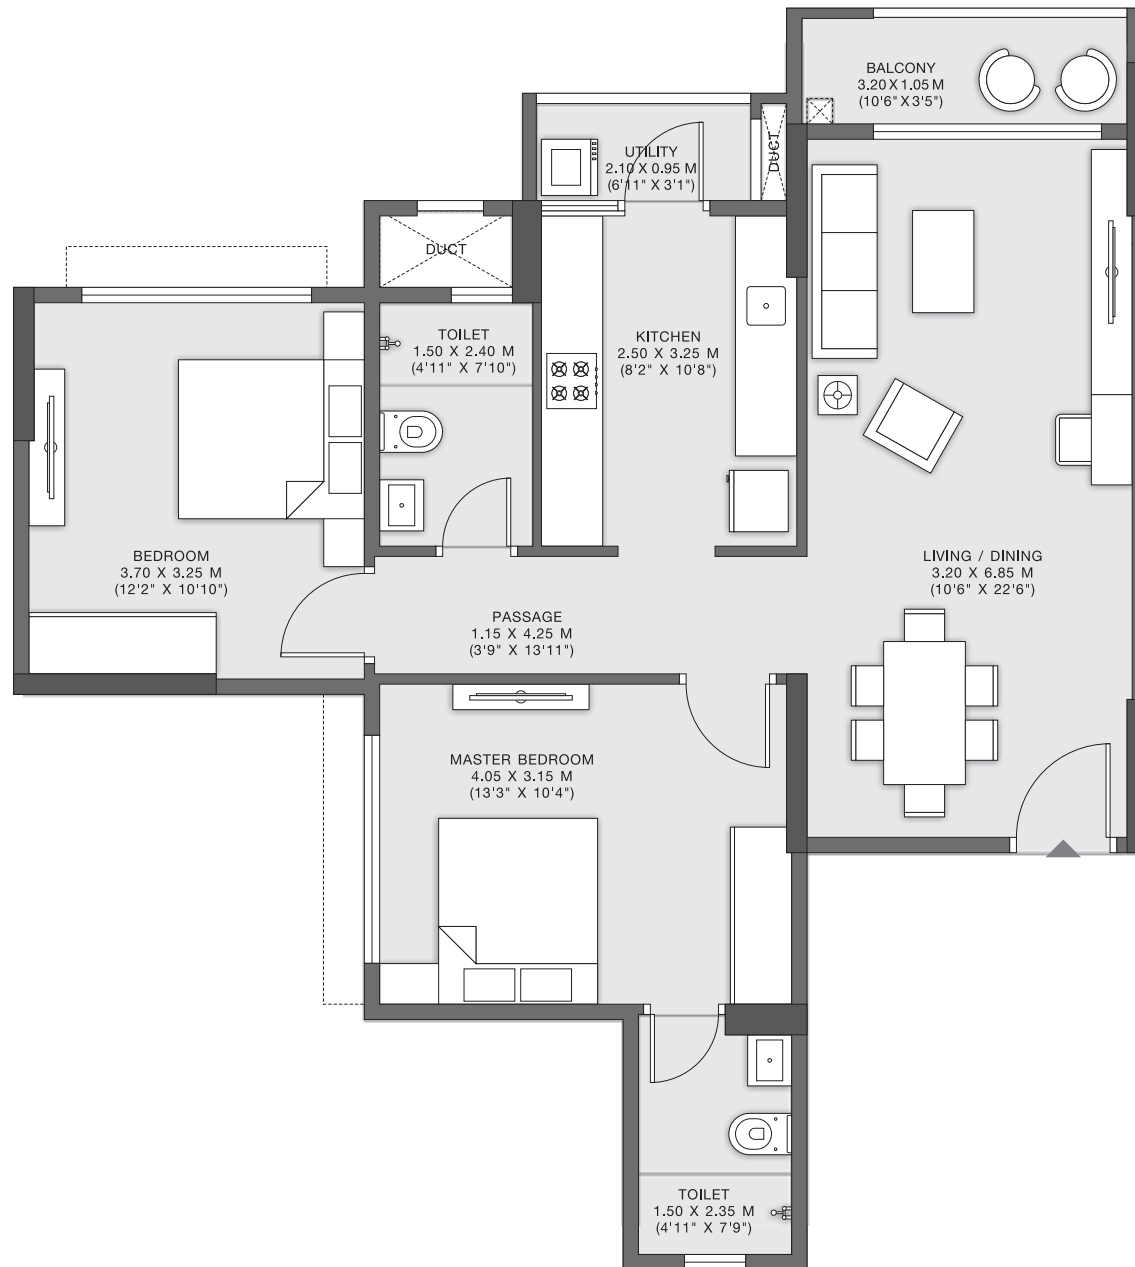 BALCONY
3.20 X 1.05 M
(10'6" X 3'5")
UTILITY
2.10 X 0.95 M
(6'11" X 3'1")
DUCT
DUCT
TOILET
1.50 X 2.40 M
(4'11" X 7'10")
KITCHEN
2.50 X 3.25 M
(8'2" X 10'8")
BEDROOM
3.70 X 3.25 M
(12'2" X 10'10")
LIVING / DINING
3.20 X 6.85 M
(10'6" X 22'6")
PASSAGE
1.15 X 4.25 M
(3'9" X 13'11")
MASTER BEDROOM
4.05 X 3.15 M
(13'3" X 10'4")
TOILET
1.50 X 2.35 M
(4'11" X 7'9")